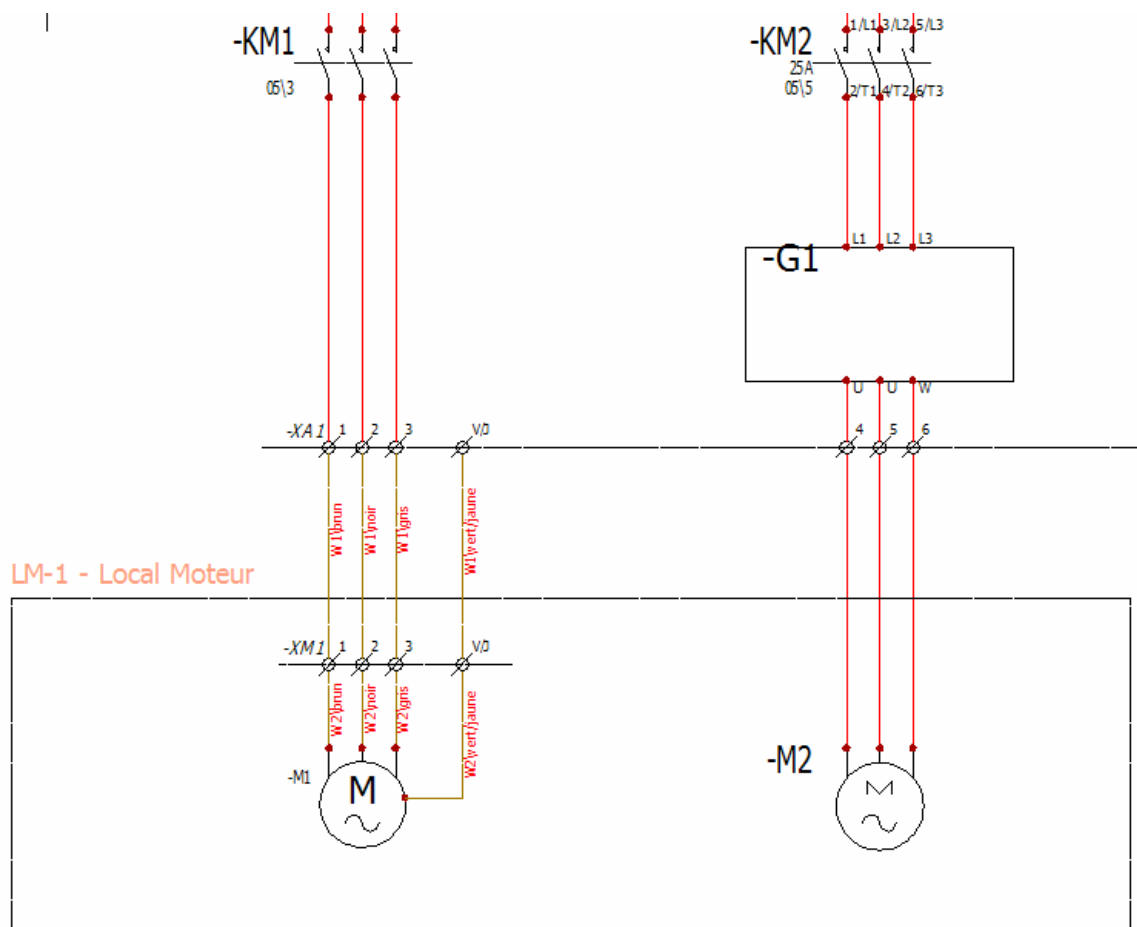 -KM1
05\3
-KM2
25A
05\5
1/L1 3/L2 5/L3
2/T1 4/T2 6/T3
L1 L2 L3
-G1
U U W
-XA1 1 2 3 V/J 4 5 6
W1\brun W1\noir W1\gris W1\vert/jaune
LM-1 - Local Moteur
-XM1 1 2 3 V/J
W2\brun W2\noir W2\gris W2\vert/jaune
-M1 M
-M2 M